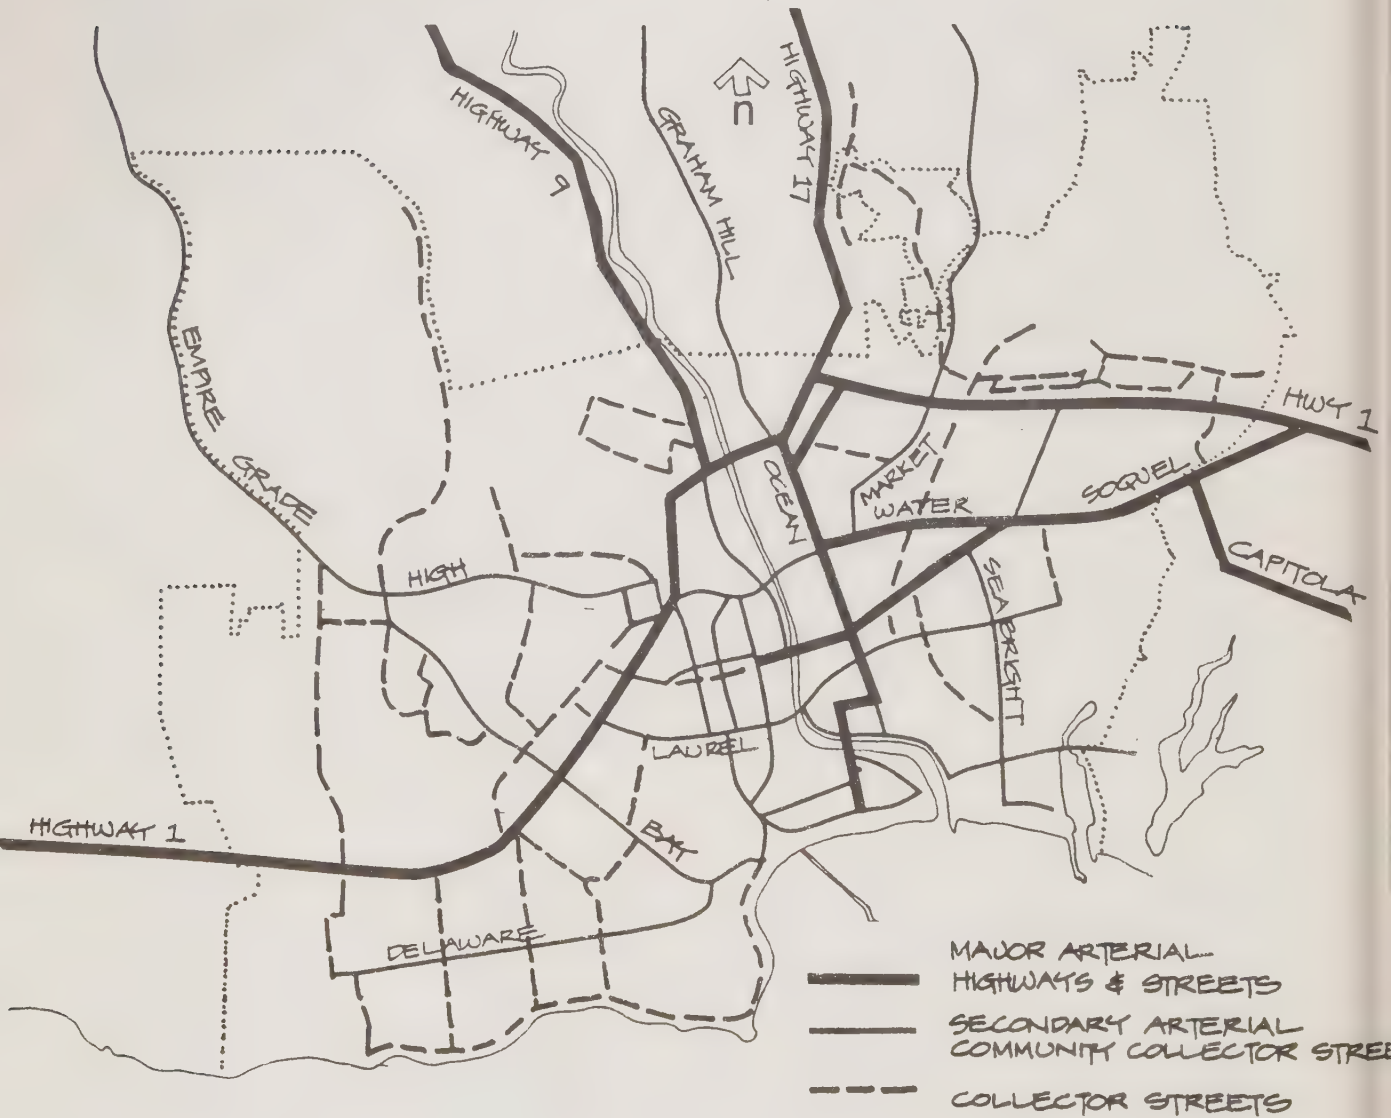 HIGHWAY 9
GRAHAM HILL
n
HIGHWAY 17
EMPIRE
GRADE
HWY 1
OCEAN
MARKET
WATER
SOQUEL
CAPITOLA
HIGH
SEABRIGHT
LAUREL
HIGHWAY 1
BAY
DELAWARE
MAJOR ARTERIAL
HIGHWAYS & STREETS
SECONDARY ARTERIAL
COMMUNITY COLLECTOR STREE
COLLECTOR STREETS